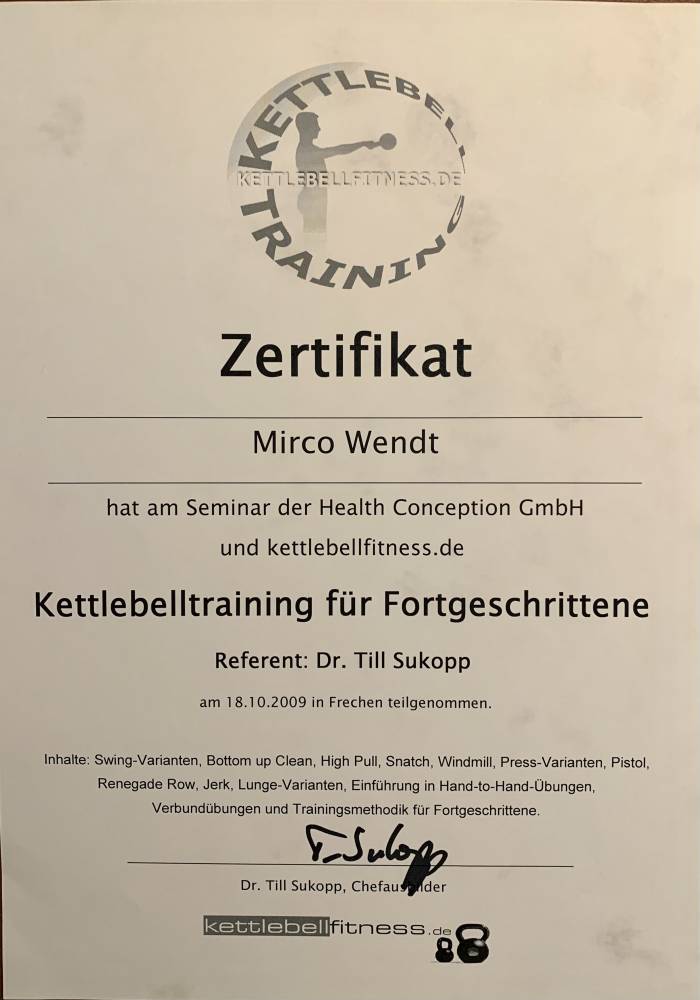 KETTLEBELL
KETTLEBELLFITNESS.DE
TRAINING
Zertifikat
Mirco Wendt
hat am Seminar der Health Conception GmbH
und kettlebellfitness.de
Kettlebelltraining für Fortgeschrittene
Referent: Dr. Till Sukopp
am 18.10.2009 in Frechen teilgenommen.
Inhalte: Swing-Varianten, Bottom up Clean, High Pull, Snatch, Windmill, Press-Varianten, Pistol,
Renegade Row, Jerk, Lunge-Varianten, Einführung in Hand-to-Hand-Übungen,
Verbundübungen und Trainingsmethodik für Fortgeschrittene.
T. Sukopp
Dr. Till Sukopp, Chefausbilder
kettlebellfitness.de